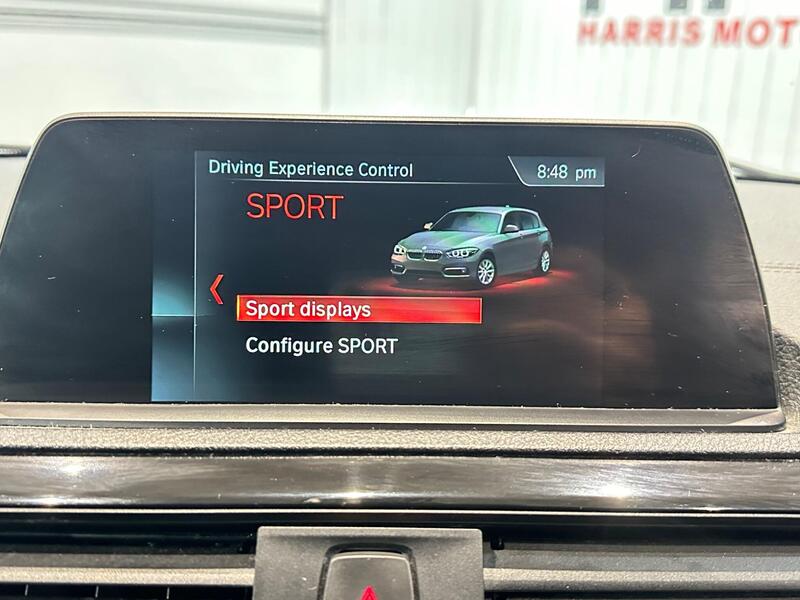 HARRIS MOT
Driving Experience Control
8:48 pm
SPORT
Sport displays
Configure SPORT